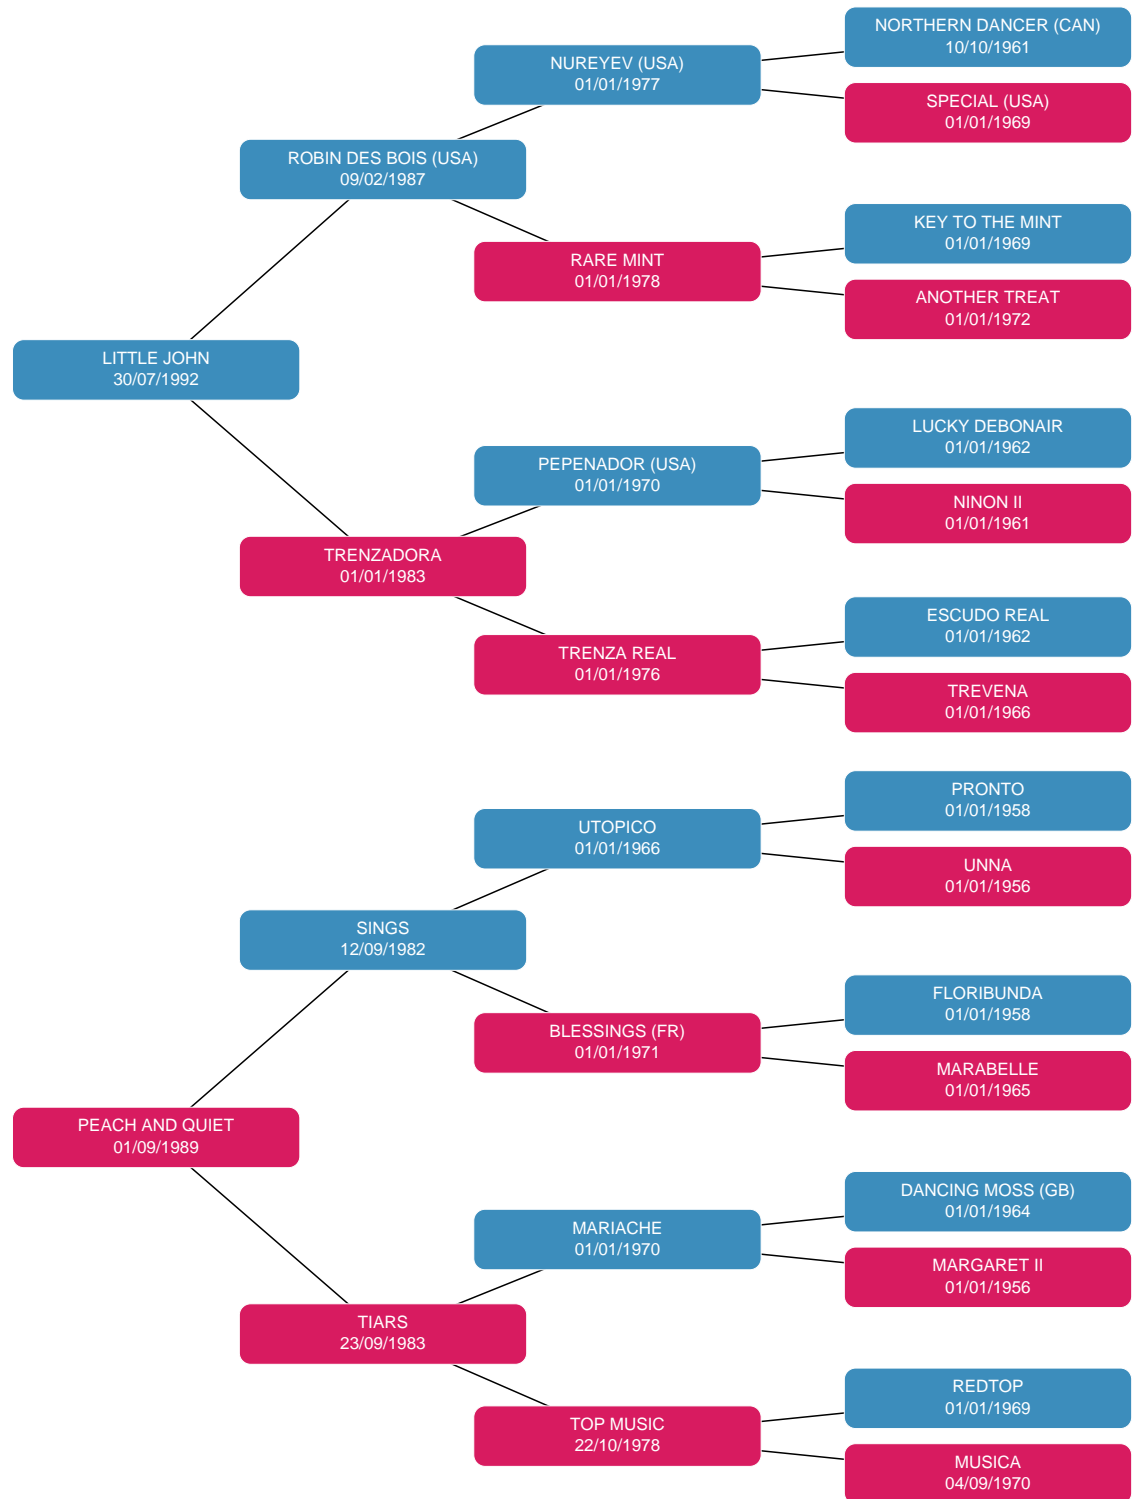 NORTHERN DANCER (CAN)
10/10/1961
NUREYEV (USA)
01/01/1977
SPECIAL (USA)
01/01/1969
ROBIN DES BOIS (USA)
09/02/1987
KEY TO THE MINT
01/01/1969
RARE MINT
01/01/1978
ANOTHER TREAT
01/01/1972
LITTLE JOHN
30/07/1992
LUCKY DEBONAIR
01/01/1962
PEPENADOR (USA)
01/01/1970
NINON II
01/01/1961
TRENZADORA
01/01/1983
ESCUDO REAL
01/01/1962
TRENZA REAL
01/01/1976
TREVENA
01/01/1966
PRONTO
01/01/1958
UTOPICO
01/01/1966
UNNA
01/01/1956
SINGS
12/09/1982
FLORIBUNDA
01/01/1958
BLESSINGS (FR)
01/01/1971
MARABELLE
01/01/1965
PEACH AND QUIET
01/09/1989
DANCING MOSS (GB)
01/01/1964
MARIACHE
01/01/1970
MARGARET II
01/01/1956
TIARS
23/09/1983
REDTOP
01/01/1969
TOP MUSIC
22/10/1978
MUSICA
04/09/1970